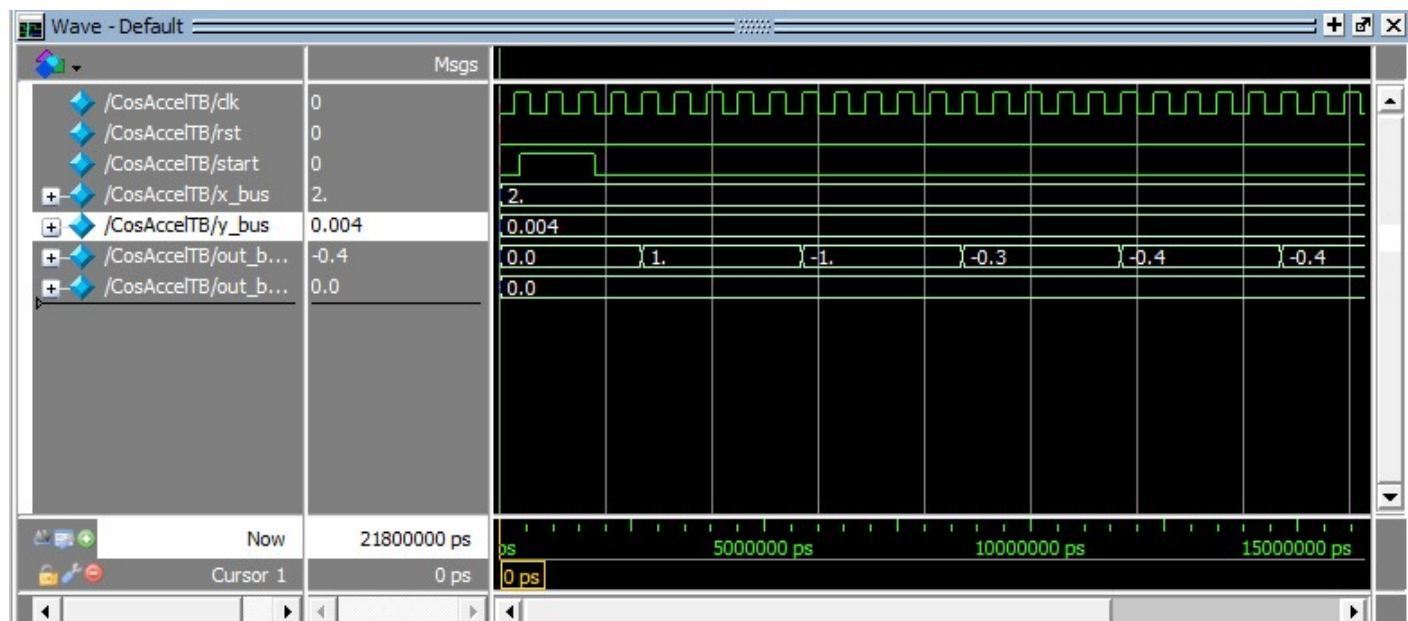 Wave - Default
Msgs
/CosAccelTB/clk 0
/CosAccelTB/rst 0
/CosAccelTB/start 0
/CosAccelTB/x_bus 2. 2.
/CosAccelTB/y_bus 0.004 0.004
/CosAccelTB/out_b... -0.4 0.0 1. -1. -0.3 -0.4 -0.4
/CosAccelTB/out_b... 0.0 0.0
Now 21800000 ps ps 5000000 ps 10000000 ps 15000000 ps
Cursor 1 0 ps 0 ps